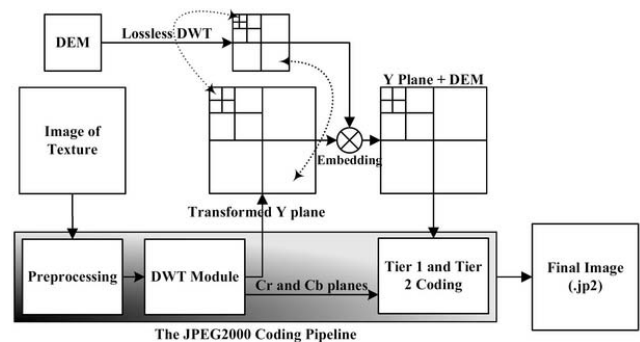 DEM
Lossless DWT
Y Plane + DEM
Image of
Texture
Embedding
Transformed Y plane
Preprocessing
DWT Module
Cr and Cb planes
Tier 1 and Tier
2 Coding
Final Image
(.jp2)
The JPEG2000 Coding Pipeline